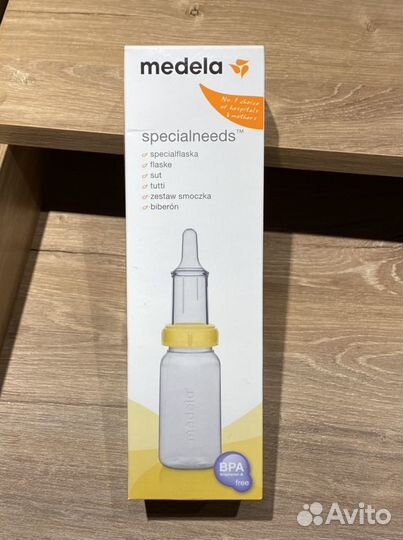 medela
No. 1 choice
of hospitals
& mothers
specialneeds™
specialflaska
flaske
sut
tutti
zestaw smoczka
biberón
medela
BPA
Bisphenol-A
free
Avito